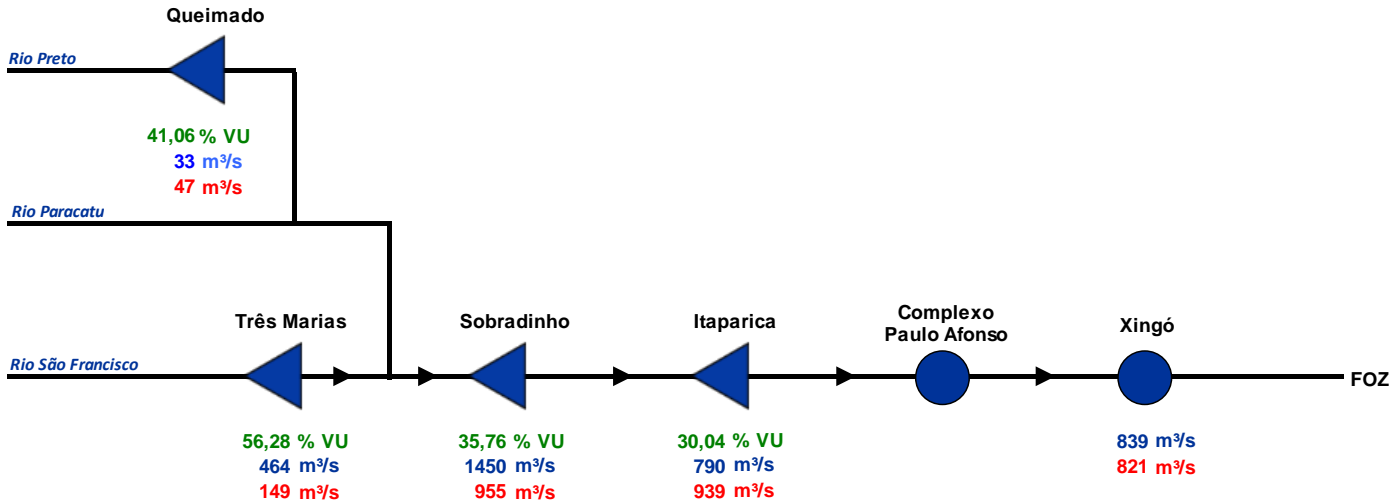 Queimado
Rio Preto
41,06 % VU
33 m³/s
47 m³/s
Rio Paracatu
Três Marias
Sobradinho
Itaparica
Complexo
Paulo Afonso
Xingó
Rio São Francisco
FOZ
56,28 % VU
464 m³/s
149 m³/s
35,76 % VU
1450 m³/s
955 m³/s
30,04 % VU
790 m³/s
939 m³/s
839 m³/s
821 m³/s